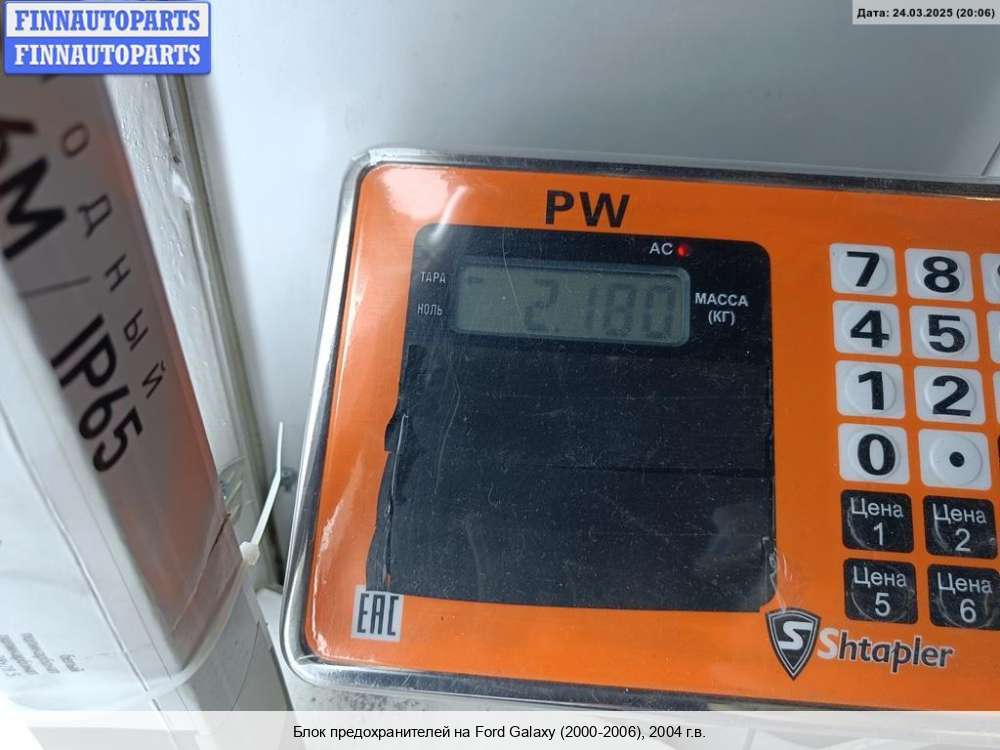 FINNAUTOPARTS
FINNAUTOPARTS
Дата: 24.03.2025 (20:06)
PW
AC
ТАРА
НОЛЬ
2.180
МАССА
(КГ)
7 8
4 5
1 2
0 •
Цена 1
Цена 2
Цена 5
Цена 6
EAC
S Shtapler
/ IP65
Блок предохранителей на Ford Galaxy (2000-2006), 2004 г.в.